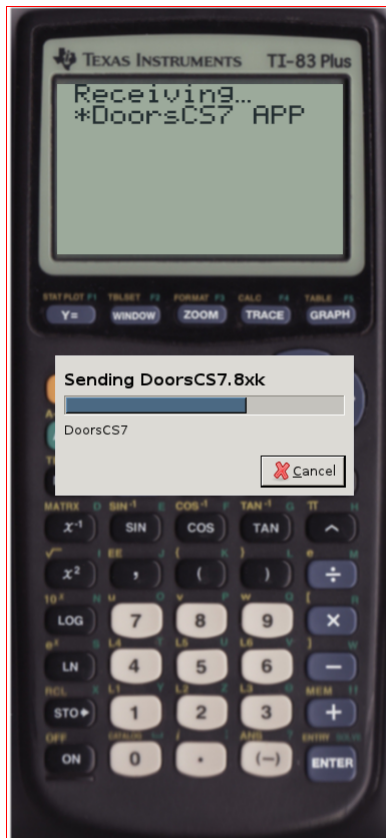 TEXAS INSTRUMENTS TI-83 Plus
Receiving...
*DoorsCS7 APP
STAT PLOT F1 TBLSET F2 FORMAT F3 CALC F4 TABLE F5
Y= WINDOW ZOOM TRACE GRAPH
Sending DoorsCS7.8xk
DoorsCS7
Cancel
MATRX D SIN-1 E COS-1 F TAN-1 G π H
x-1 SIN COS TAN ^
√ I EE J { K } L e M
x2 , ( ) ÷
10x N u O v P w Q [ R
LOG 7 8 9 ×
ex S L4 T L5 U L6 V ] W
LN 4 5 6 −
RCL X L1 Y L2 Z L3 θ MEM "
STO 1 2 3 +
OFF CATALOG i : ANS ? ENTRY SOLVE
ON 0 . (−) ENTER